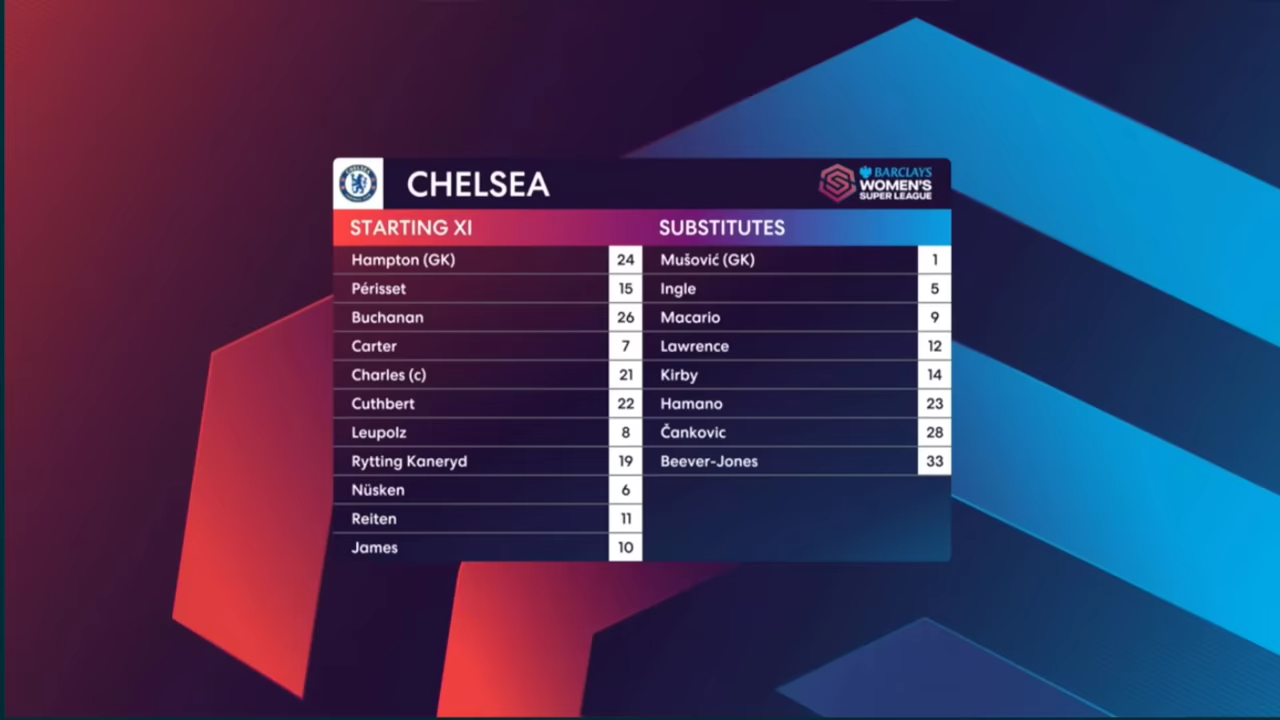 CHELSEA
BARCLAYS
WOMEN'S
SUPER LEAGUE
STARTING XI
Hampton (GK) 24
Périsset 15
Buchanan 26
Carter 7
Charles (c) 21
Cuthbert 22
Leupolz 8
Rytting Kaneryd 19
Nüsken 6
Reiten 11
James 10
SUBSTITUTES
Mušović (GK) 1
Ingle 5
Macario 9
Lawrence 12
Kirby 14
Hamano 23
Čankovic 28
Beever-Jones 33